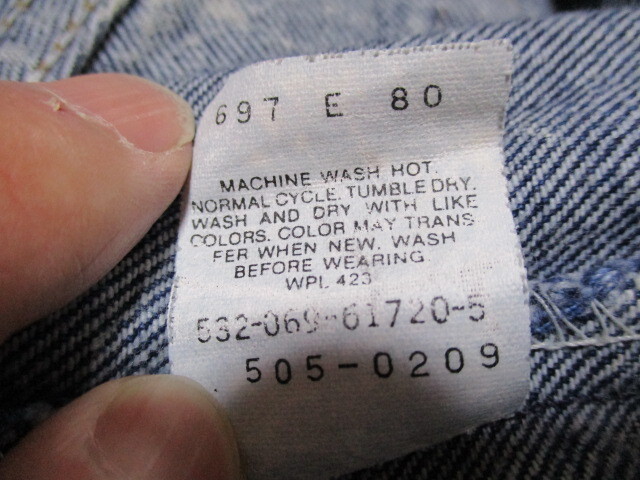 697 E 80
MACHINE WASH HOT.
NORMAL CYCLE. TUMBLE DRY.
WASH AND DRY WITH LIKE
COLORS. COLOR MAY TRANS
FER WHEN NEW. WASH
BEFORE WEARING
WPL 423
532-069-61720-5
505-0209